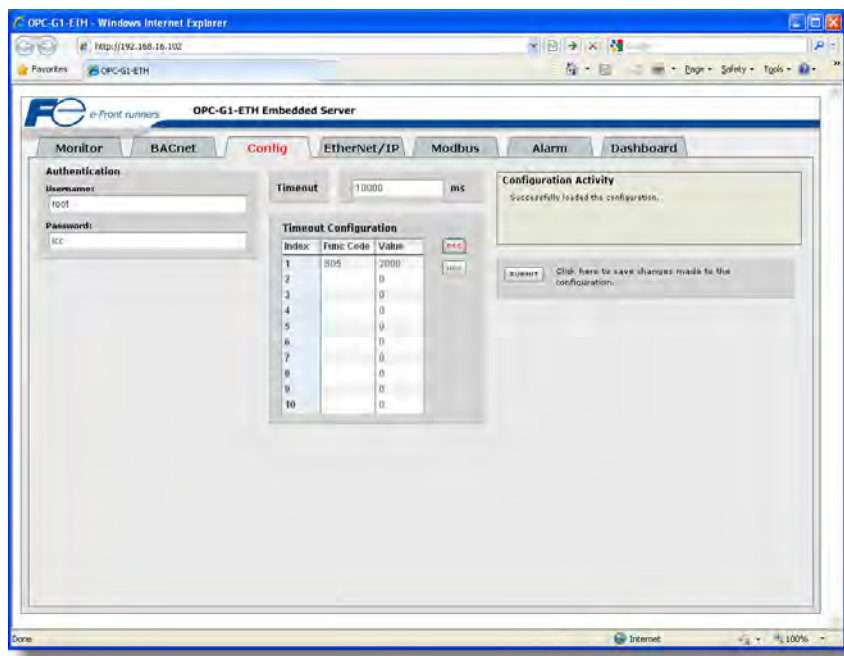 OPC-G1-ETH - Windows Internet Explorer
http://192.168.16.102
Favorites OPC-G1-ETH Page Safety Tools
Fe e-Front runners OPC-G1-ETH Embedded Server
Monitor BACnet Config EtherNet/IP Modbus Alarm Dashboard
Authentication
Username:
root
Password:
icc
Timeout 10000 ms
Timeout Configuration
Index Func Code Value
1 S05 2000
2 0
3 0
4 0
5 0
6 0
7 0
8 0
9 0
10 0
DEC
HEX
Configuration Activity
Successfully loaded the configuration.
SUBMIT Click here to save changes made to the
configuration.
Done Internet 100%